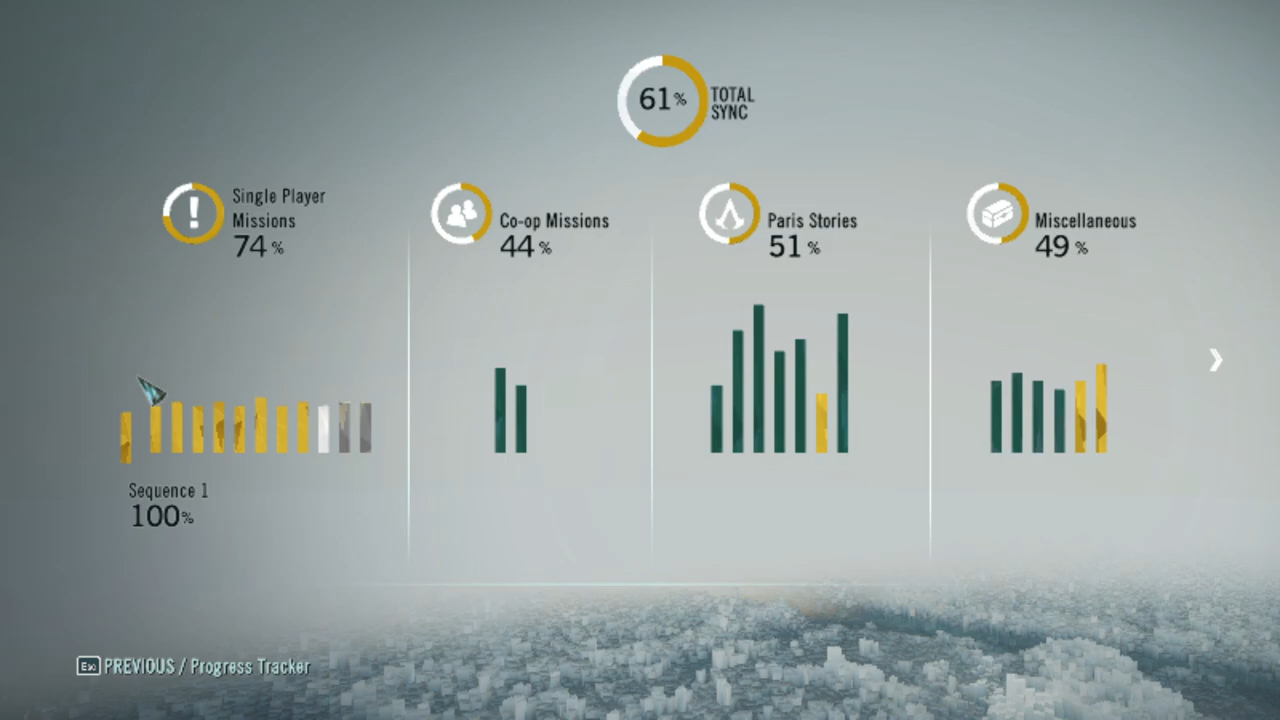 61%
TOTAL
SYNC
Single Player
Missions
74 %
Co-op Missions
44 %
Paris Stories
51 %
Miscellaneous
49 %
Sequence 1
100%
Esc PREVIOUS / Progress Tracker